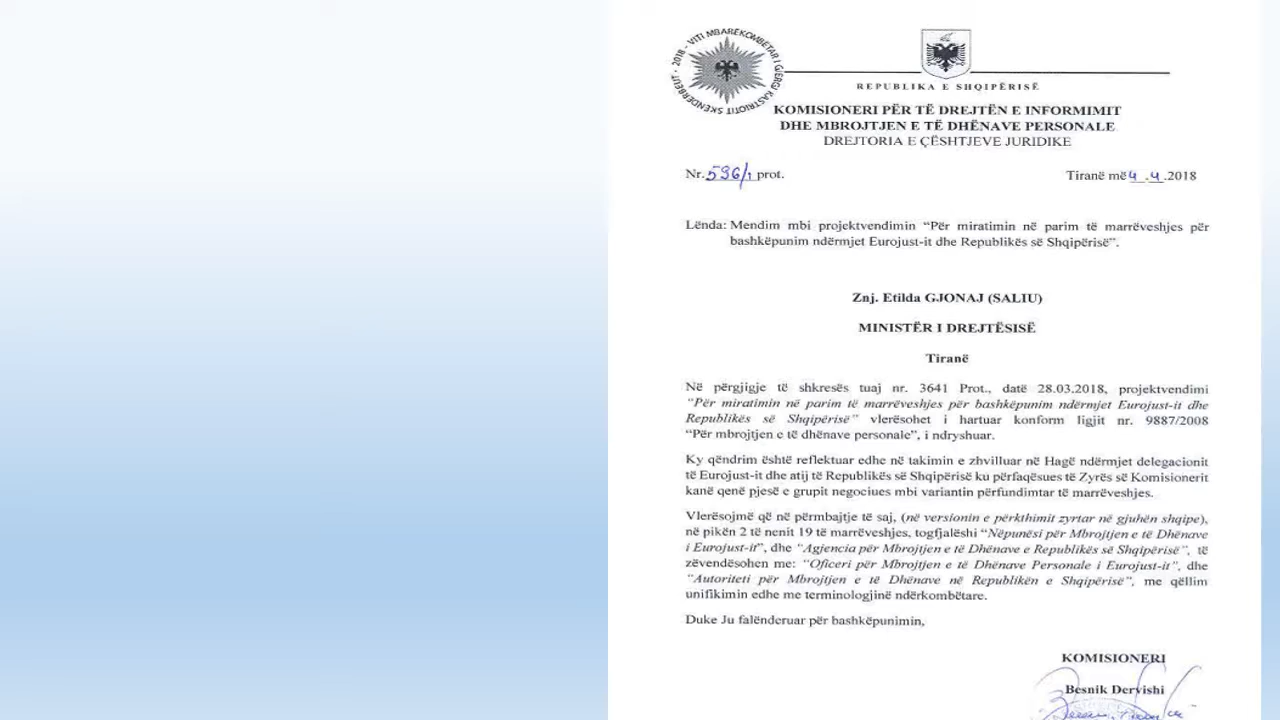 2018 - VITI MBARËKOMBËTAR I GJERGJ KASTRIOTIT SKËNDERBEUT
REPUBLIKA E SHQIPËRISË
KOMISIONERI PËR TË DREJTËN E INFORMIMIT
DHE MBROJTJEN E TË DHËNAVE PERSONALE
DREJTORIA E ÇËSHTJEVE JURIDIKE
Nr. 596/1 prot. Tiranë më 4.4.2018
Lënda: Mendim mbi projektvendimin “Për miratimin në parim të marrëveshjes për
bashkëpunim ndërmjet Eurojust-it dhe Republikës së Shqipërisë”.
Znj. Etilda GJONAJ (SALIU)
MINISTËR I DREJTËSISË
Tiranë
Në përgjigje të shkresës tuaj nr. 3641 Prot., datë 28.03.2018, projektvendimi
“Për miratimin në parim të marrëveshjes për bashkëpunim ndërmjet Eurojust-it dhe
Republikës së Shqipërisë” vlerësohet i hartuar konform ligjit nr. 9887/2008
“Për mbrojtjen e të dhënave personale”, i ndryshuar.
Ky qëndrim është reflektuar edhe në takimin e zhvilluar në Hagë ndërmjet delegacionit
të Eurojust-it dhe atij të Republikës së Shqipërisë ku përfaqësues të Zyrës së Komisionerit
kanë qenë pjesë e grupit negociues mbi variantin përfundimtar të marrëveshjes.
Vlerësojmë që në përmbajtje të saj, (në versionin e përkthimit zyrtar në gjuhën shqipe),
në pikën 2 të nenit 19 të marrëveshjes, togfjalëshi “Nëpunësi për Mbrojtjen e të Dhënave
i Eurojust-it”, dhe “Agjencia për Mbrojtjen e të Dhënave e Republikës së Shqipërisë”, të
zëvendësohen me: “Oficeri për Mbrojtjen e të Dhënave Personale i Eurojust-it”, dhe
“Autoriteti për Mbrojtjen e të Dhënave në Republikën e Shqipërisë”, me qëllim
unifikimin edhe me terminologjinë ndërkombëtare.
Duke Ju falënderuar për bashkëpunimin,
KOMISIONERI
Besnik Dervishi